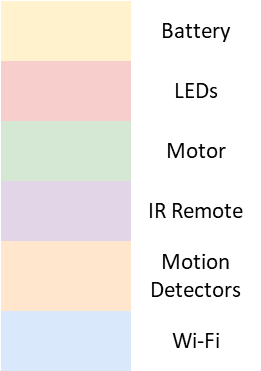 Battery
LEDs
Motor
IR Remote
Motion
Detectors
Wi-Fi